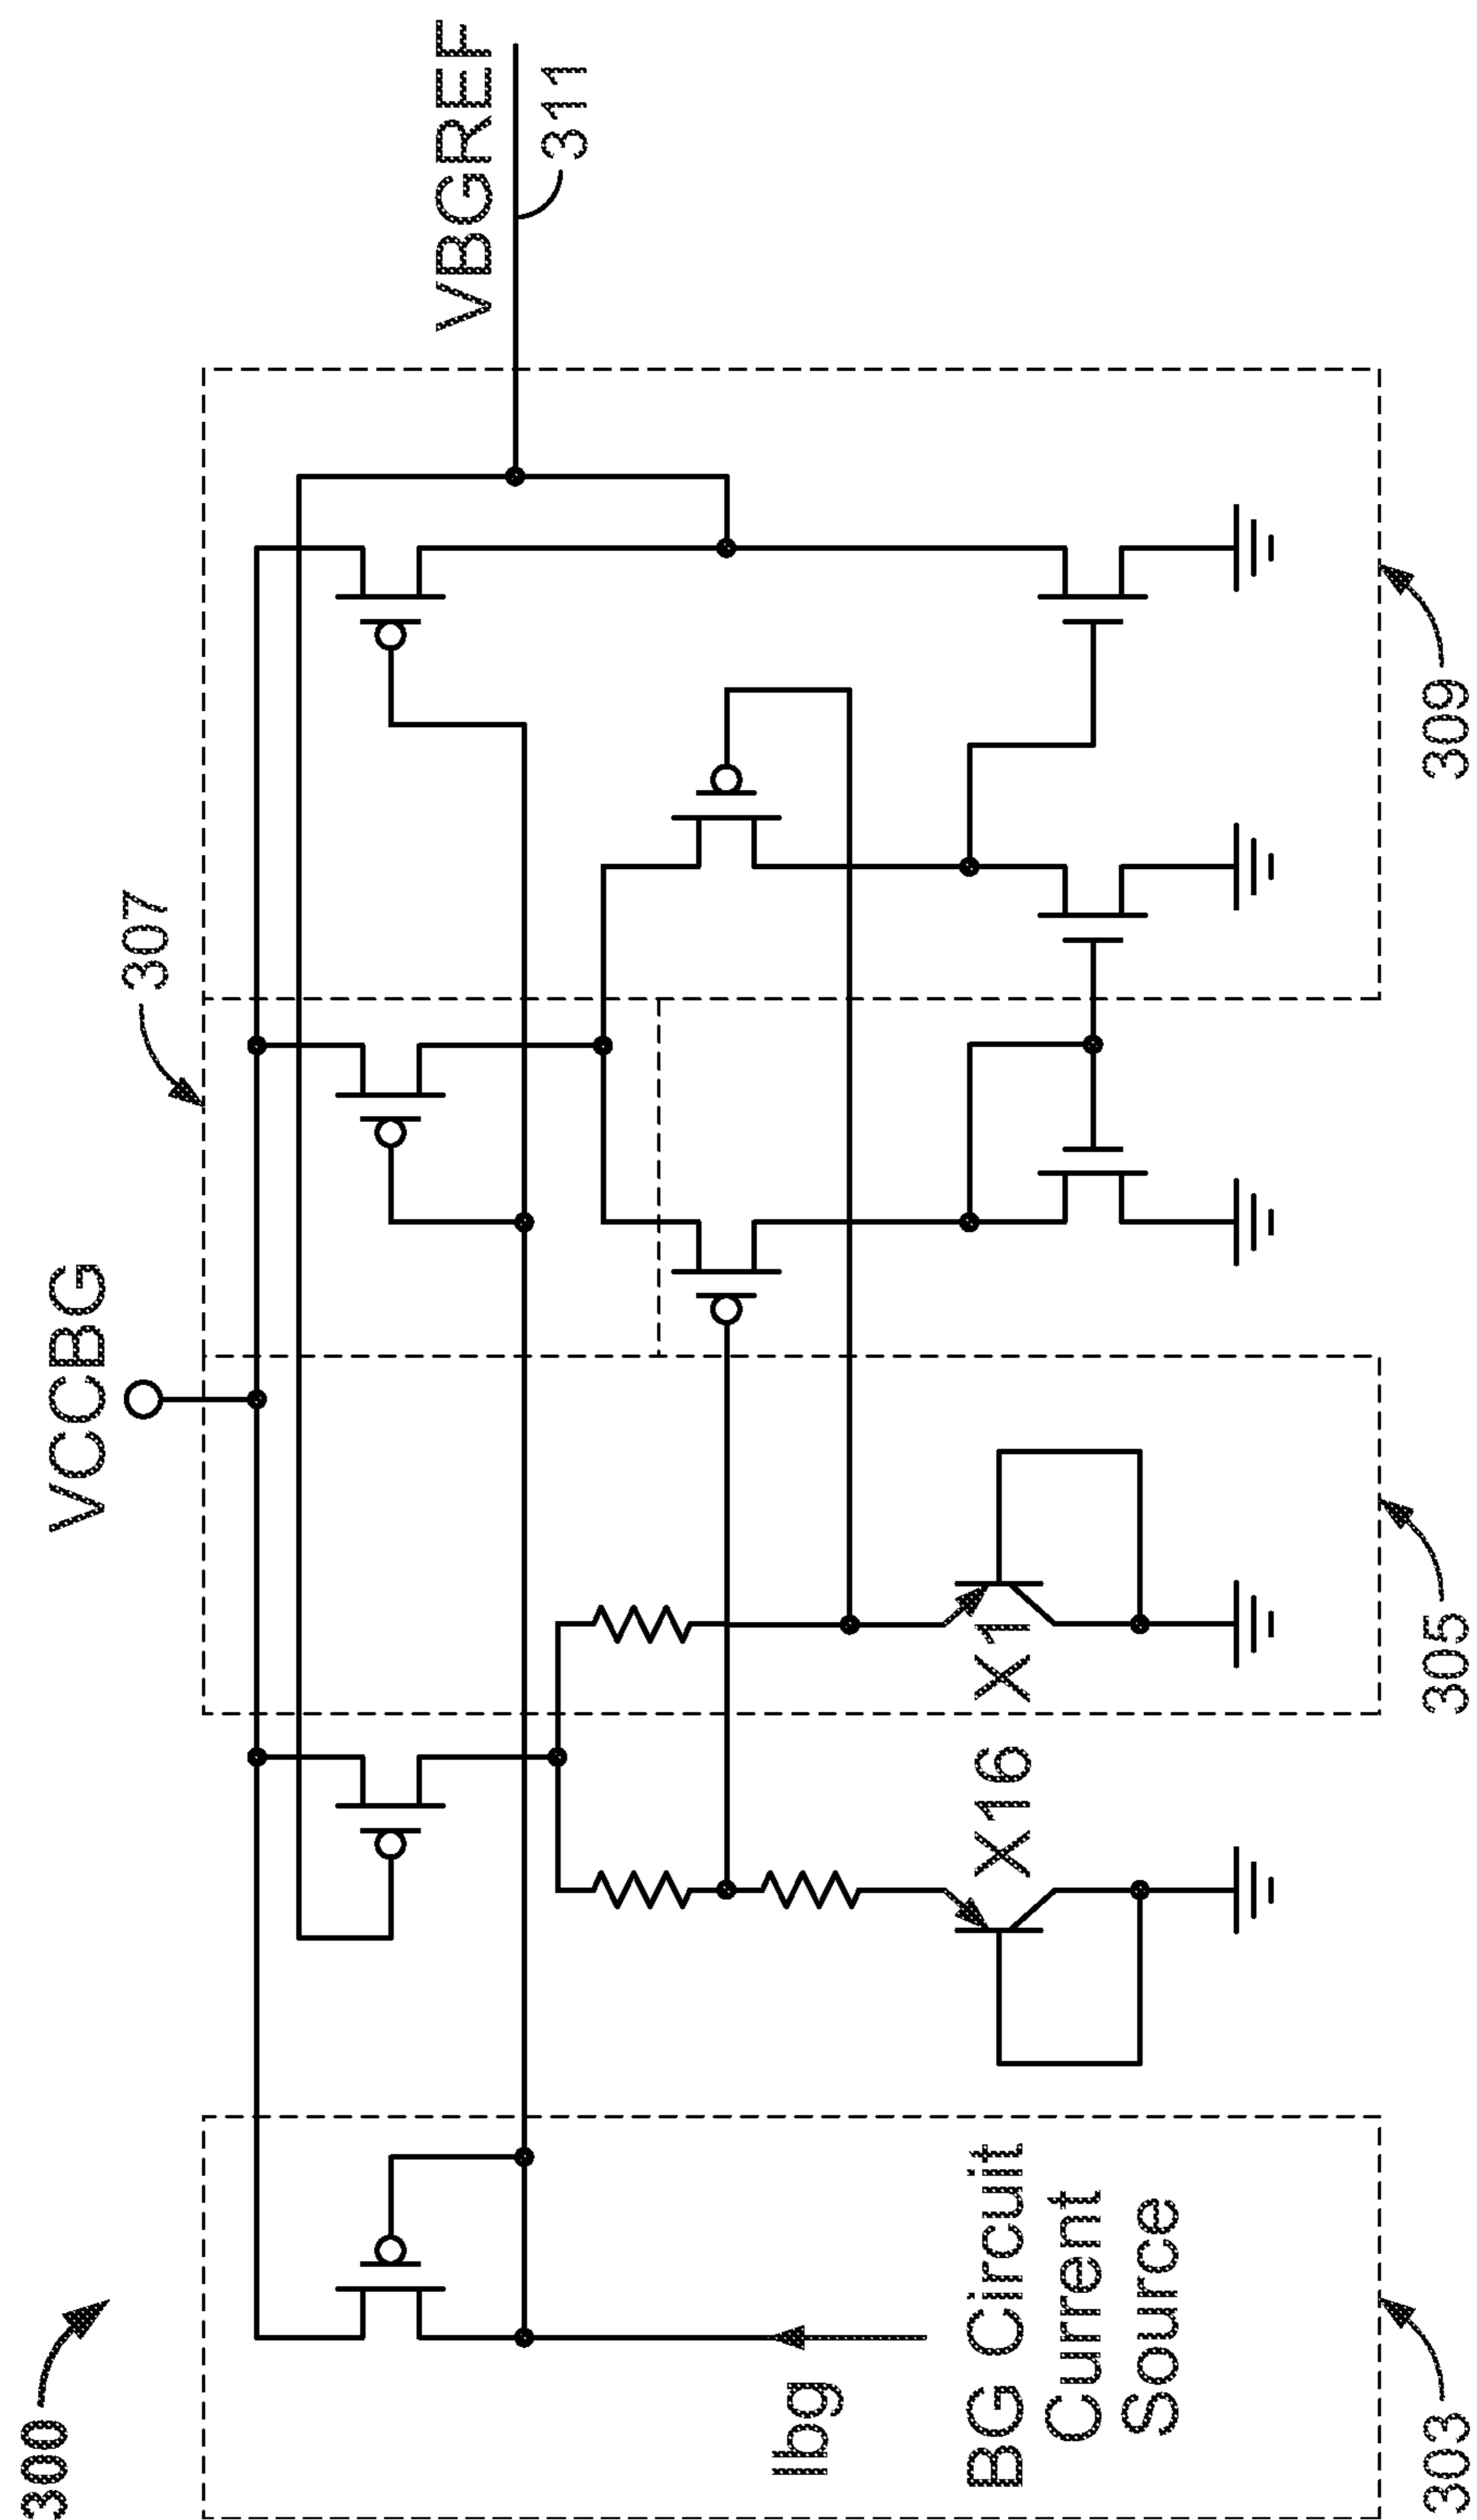 300
VCCBG
307
VBGREF
311
Ibg
BG Circuit
Current
Source
X16
X1
303
305
309